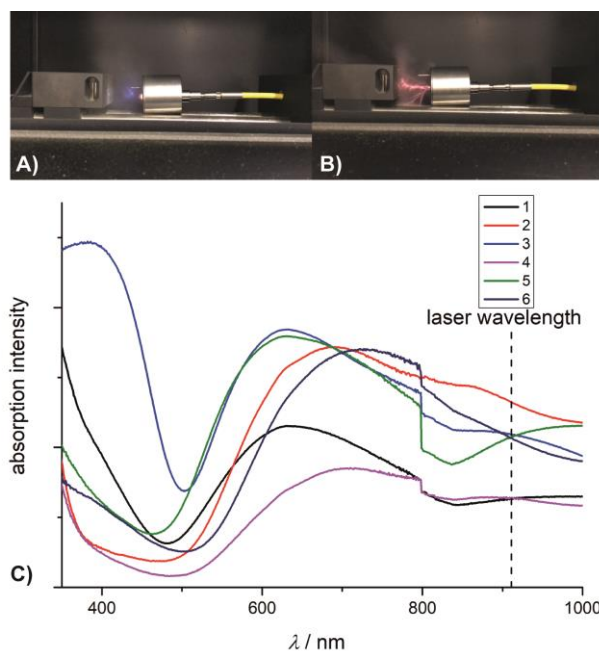 A)
B)
1
2
3
4
5
6
laser wavelength
absorption intensity
C)
400
600
800
1000
λ / nm